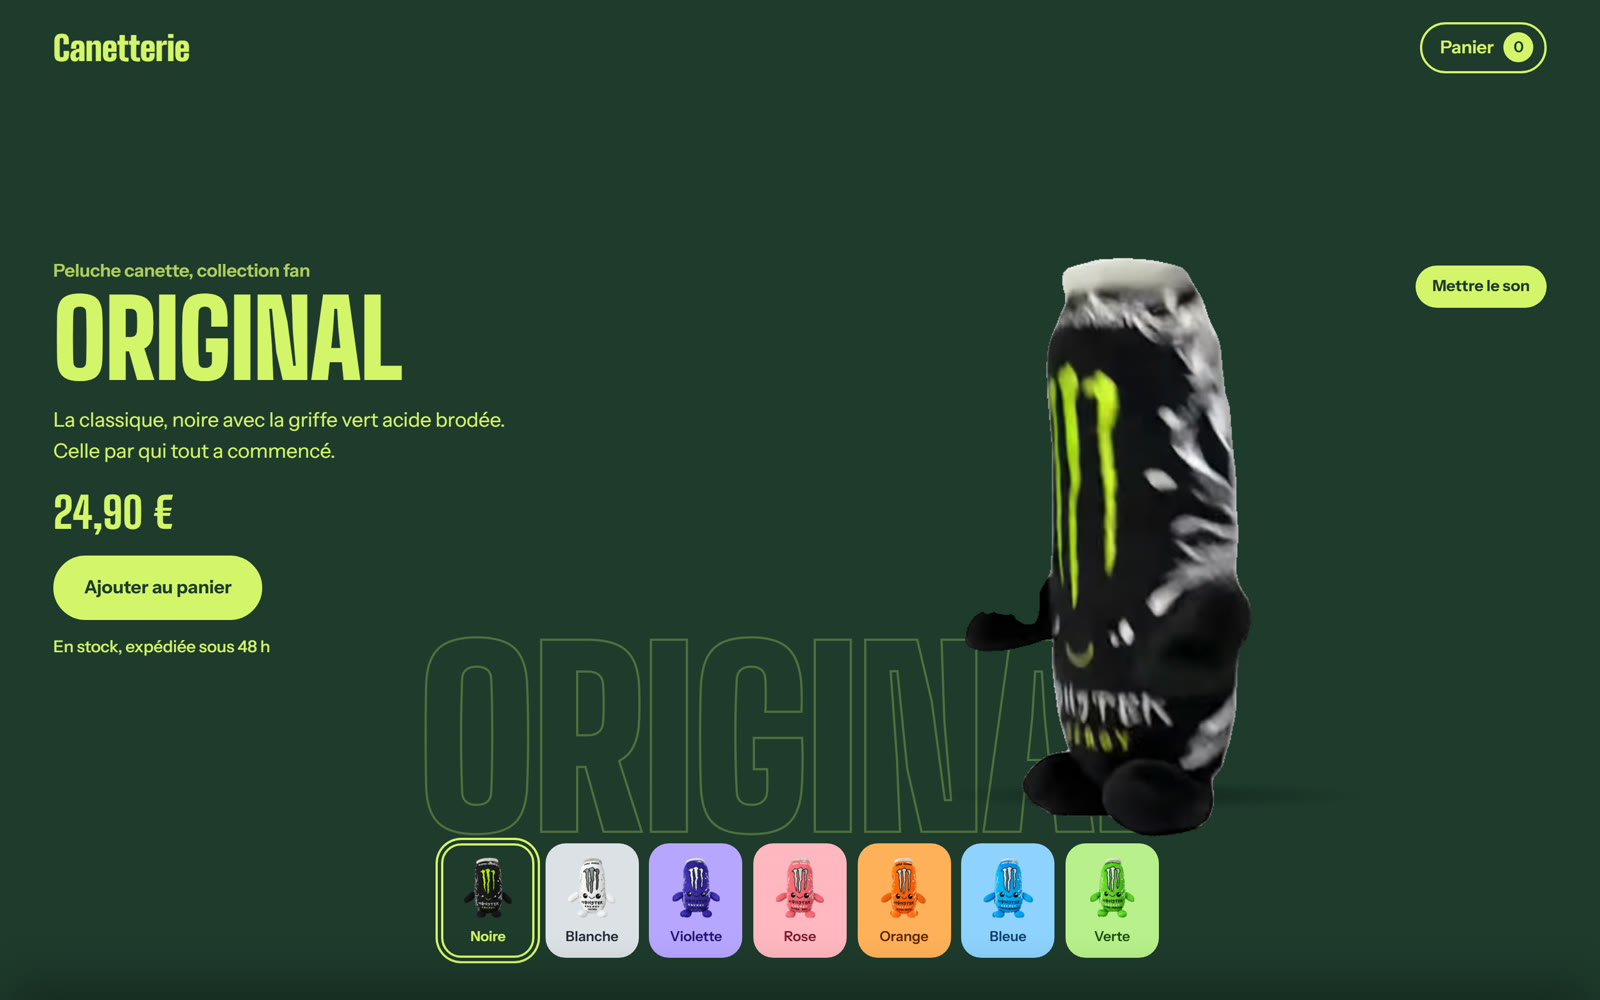 Canetterie
Panier 0
Peluche canette, collection fan
ORIGINAL
Mettre le son
La classique, noire avec la griffe vert acide brodée.
Celle par qui tout a commencé.
24,90 €
Ajouter au panier
En stock, expédiée sous 48 h
ORIGINAL
Noire
Blanche
Violette
Rose
Orange
Bleue
Verte